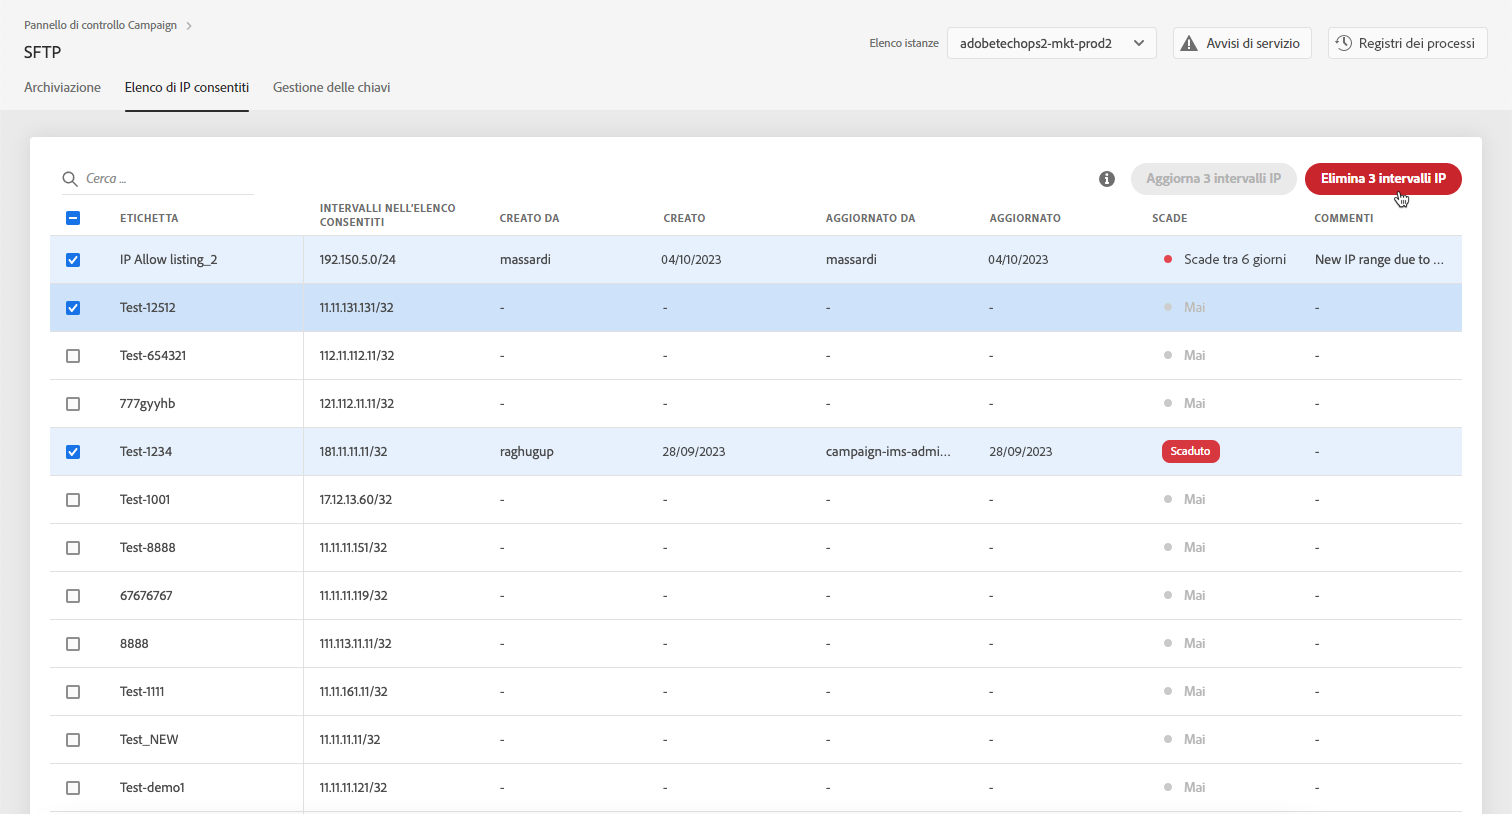 Pannello di controllo Campaign
SFTP
Elenco istanze
adobetechops2-mkt-prod2
Avvisi di servizio
Registri dei processi
Archiviazione
Elenco di IP consentiti
Gestione delle chiavi
Cerca ...
Aggiorna 3 intervalli IP
Elimina 3 intervalli IP
ETICHETTA
INTERVALLI NELL'ELENCO
CONSENTITI
CREATO DA
CREATO
AGGIORNATO DA
AGGIORNATO
SCADE
COMMENTI
IP Allow listing_2 192.150.5.0/24 massardi 04/10/2023 massardi 04/10/2023 Scade tra 6 giorni New IP range due to ...
Test-12512 11.11.131.131/32 - - - - Mai -
Test-654321 112.11.112.11/32 - - - - Mai -
777gyyhb 121.112.11.11/32 - - - - Mai -
Test-1234 181.11.11.11/32 raghugup 28/09/2023 campaign-ims-admi... 28/09/2023 Scaduto -
Test-1001 17.12.13.60/32 - - - - Mai -
Test-8888 11.11.11.151/32 - - - - Mai -
67676767 11.11.11.119/32 - - - - Mai -
8888 111.113.11.11/32 - - - - Mai -
Test-1111 11.11.161.11/32 - - - - Mai -
Test_NEW 11.11.11.11/32 - - - - Mai -
Test-demo1 11.11.11.121/32 - - - - Mai -